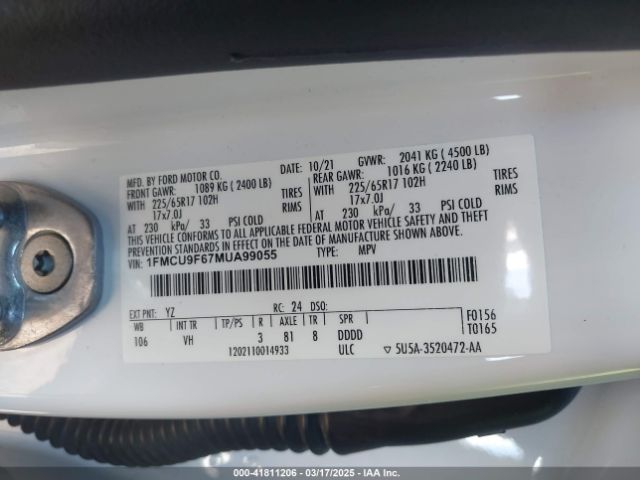 MFD. BY FORD MOTOR CO. DATE: 10/21 GVWR: 2041 KG ( 4500 LB)
FRONT GAWR: 1089 KG ( 2400 LB) REAR GAWR: 1016 KG ( 2240 LB)
WITH 225/65R17 102H TIRES WITH 225/65R17 102H TIRES
17x7.0J RIMS 17x7.0J RIMS
AT 230 kPa/ 33 PSI COLD AT 230 kPa/ 33 PSI COLD
THIS VEHICLE CONFORMS TO ALL APPLICABLE FEDERAL MOTOR VEHICLE SAFETY AND THEFT
PREVENTION STANDARDS IN EFFECT ON THE DATE OF MANUFACTURE SHOWN ABOVE.
VIN: 1FMCU9F67MUA99055 TYPE: MPV
EXT PNT: YZ RC: 24 DSO: F0156
WB INT TR TP/PS R AXLE TR SPR T0165
106 VH 3 81 8 DDDD
1202110014933 ULC ▽ 5U5A-3520472-AA
000-41811206 - 03/17/2025 - IAA Inc.